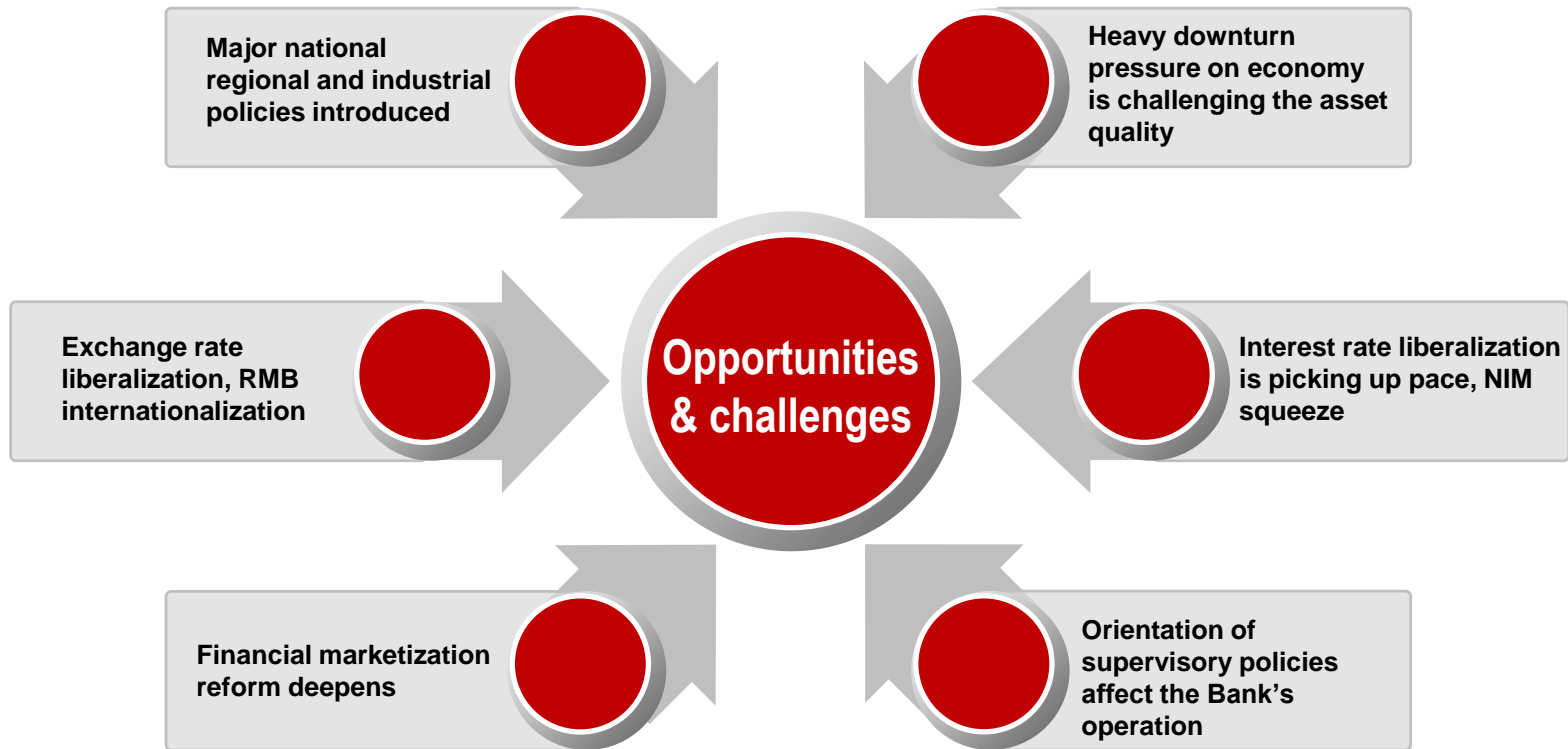 Major national
regional and industrial
policies introduced
Heavy downturn
pressure on economy
is challenging the asset
quality
Exchange rate
liberalization, RMB
internationalization
Opportunities
& challenges
Interest rate liberalization
is picking up pace, NIM
squeeze
Financial marketization
reform deepens
Orientation of
supervisory policies
affect the Bank’s
operation